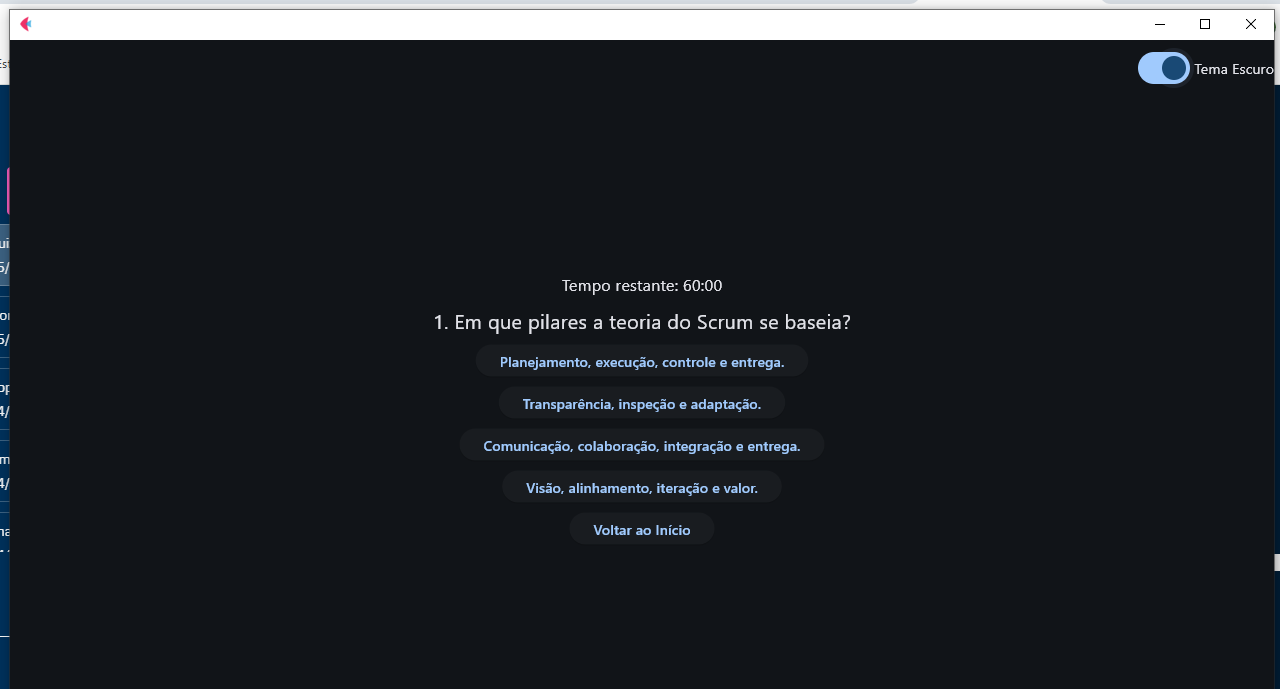 Tema Escuro
Tempo restante: 60:00
1. Em que pilares a teoria do Scrum se baseia?
Planejamento, execução, controle e entrega.
Transparência, inspeção e adaptação.
Comunicação, colaboração, integração e entrega.
Visão, alinhamento, iteração e valor.
Voltar ao Início